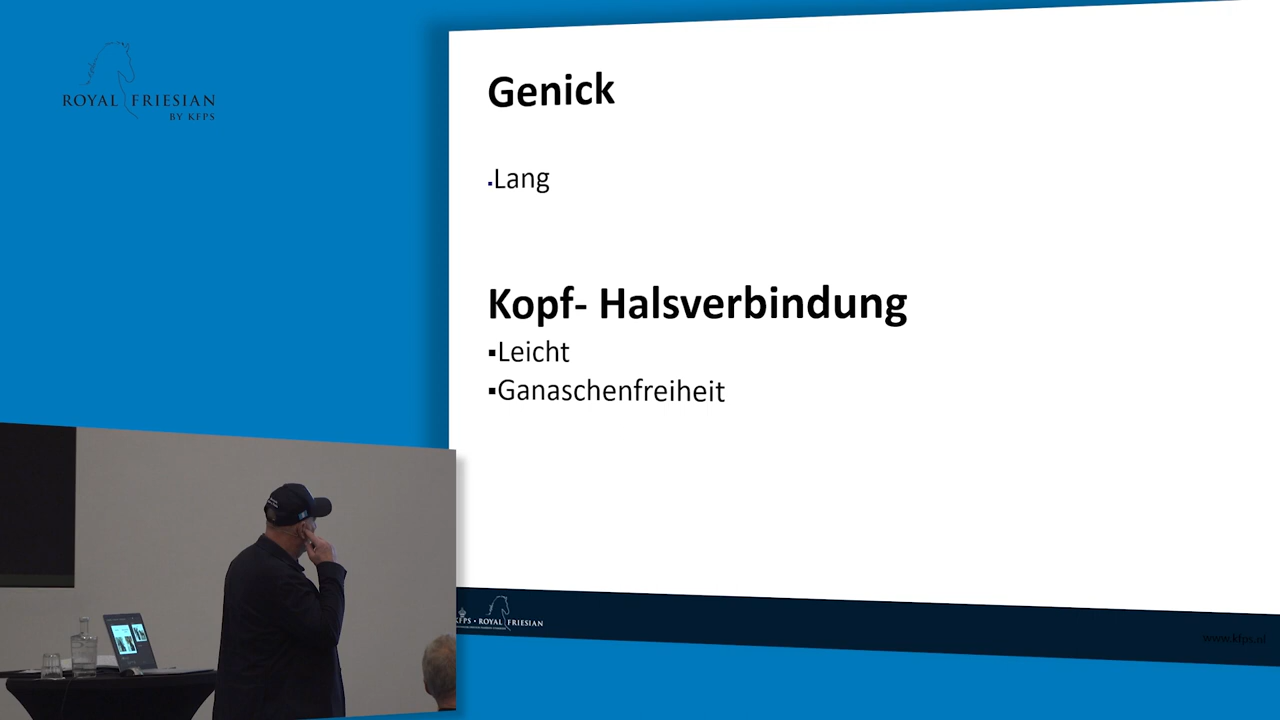 ROYAL FRIESIAN
BY KFPS
Genick
▪Lang
Kopf- Halsverbindung
▪Leicht
▪Ganaschenfreiheit
KFPS • ROYAL FRIESIAN
www.kfps.nl